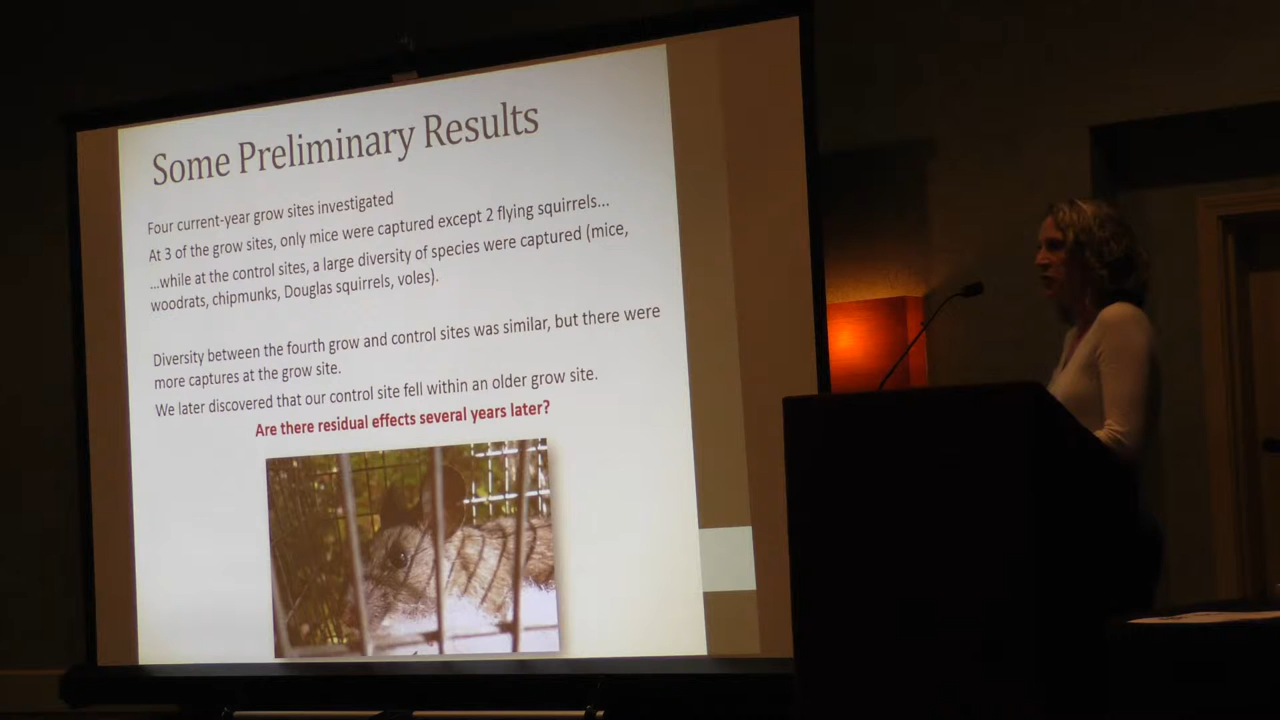 Some Preliminary Results
Four current-year grow sites investigated
At 3 of the grow sites, only mice were captured except 2 flying squirrels...
...while at the control sites, a large diversity of species were captured (mice,
woodrats, chipmunks, Douglas squirrels, voles).
Diversity between the fourth grow and control sites was similar, but there were
more captures at the grow site.
We later discovered that our control site fell within an older grow site.
Are there residual effects several years later?